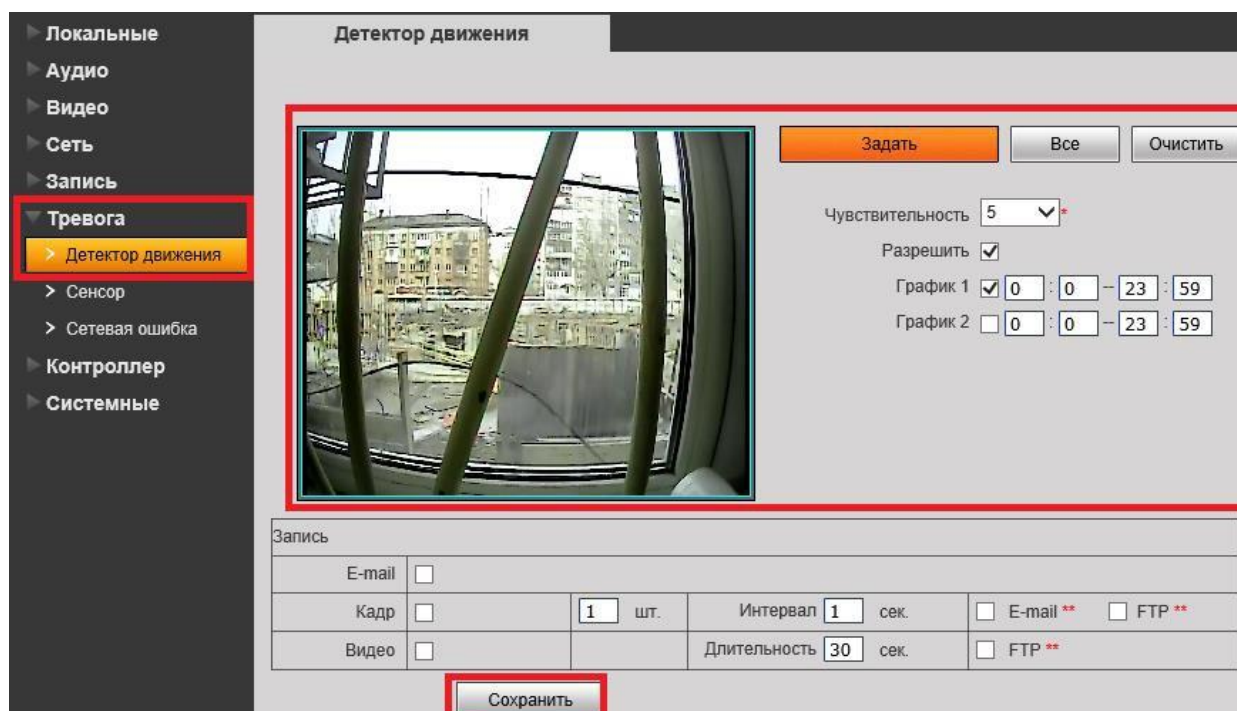 Локальные
Аудио
Видео
Сеть
Запись
Тревога
Детектор движения
Сенсор
Сетевая ошибка
Контроллер
Системные
Детектор движения
Задать Все Очистить
Чувствительность 5 *
Разрешить
График 1 0 : 0 – 23 : 59
График 2 0 : 0 – 23 : 59
Запись
E-mail
Кадр 1 шт. Интервал 1 сек. E-mail ** FTP **
Видео Длительность 30 сек. FTP **
Сохранить